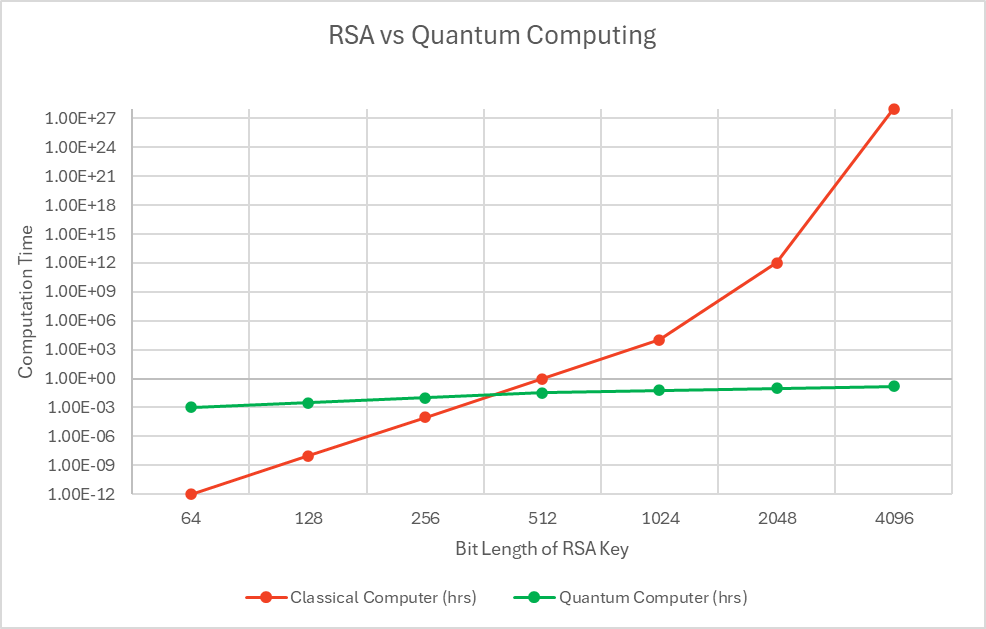 RSA vs Quantum Computing
1.00E+27
1.00E+24
1.00E+21
1.00E+18
1.00E+15
1.00E+12
1.00E+09
1.00E+06
1.00E+03
1.00E+00
1.00E-03
1.00E-06
1.00E-09
1.00E-12
Computation Time
64 128 256 512 1024 2048 4096
Bit Length of RSA Key
Classical Computer (hrs) Quantum Computer (hrs)